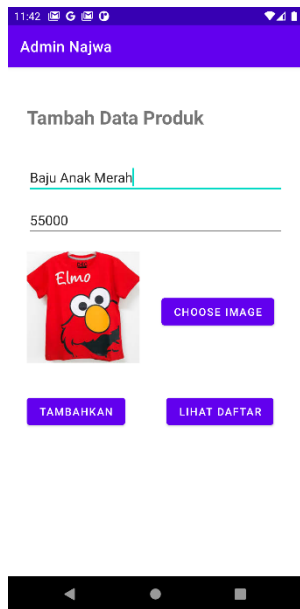 11:42
Admin Najwa
Tambah Data Produk
Baju Anak Merah
55000
Elmo
CHOOSE IMAGE
TAMBAHKAN
LIHAT DAFTAR